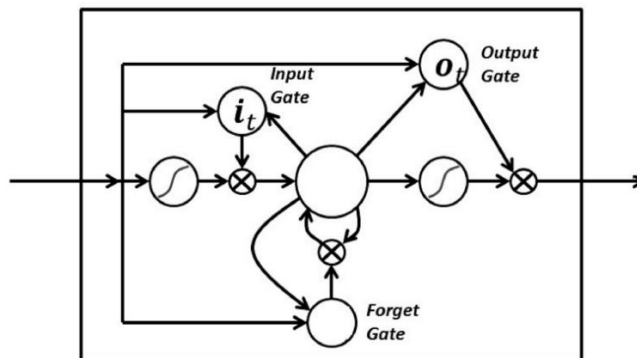 Input
Gate
i_t
o_t
Output
Gate
Forget
Gate